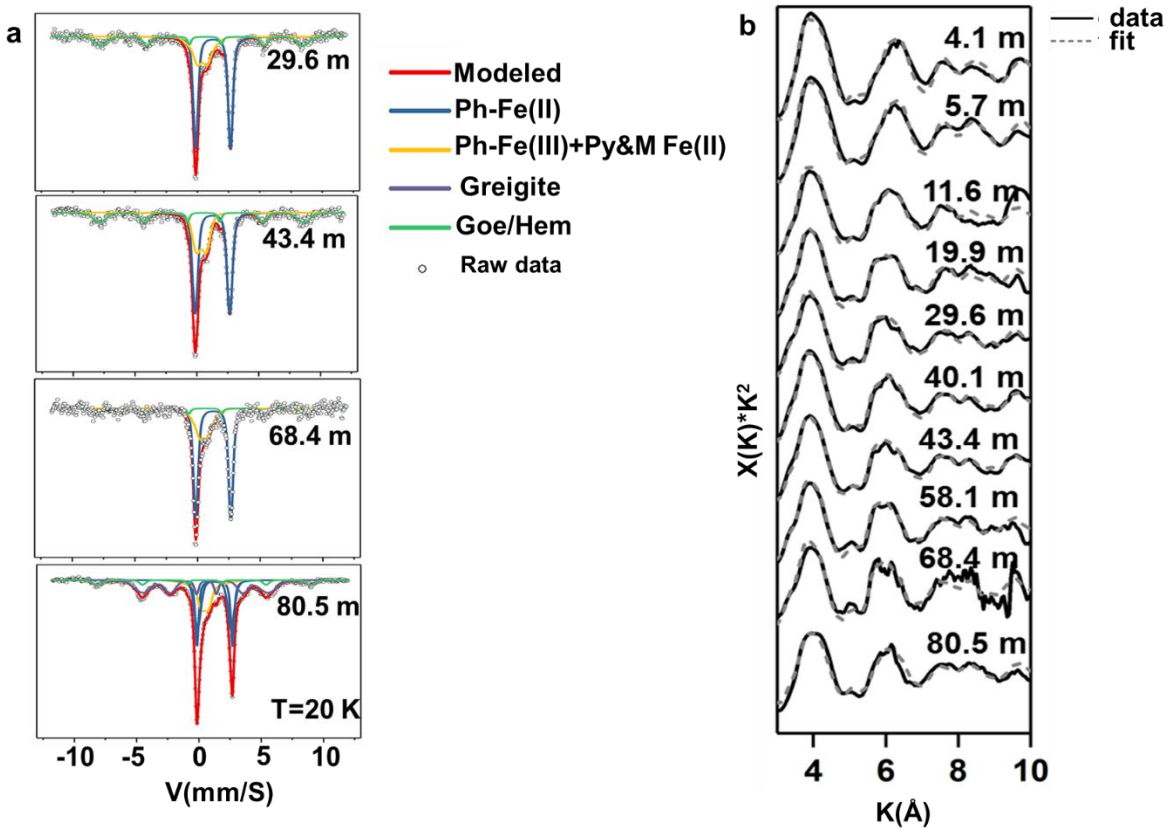 a
29.6 m
43.4 m
68.4 m
80.5 m
T=20 K
-10 -5 0 5 10
V(mm/S)
Modeled
Ph-Fe(II)
Ph-Fe(III)+Py&M Fe(II)
Greigite
Goe/Hem
Raw data
b
data
fit
4.1 m
5.7 m
11.6 m
19.9 m
29.6 m
40.1 m
43.4 m
58.1 m
68.4 m
80.5 m
X(K)*K²
4 6 8 10
K(Å)